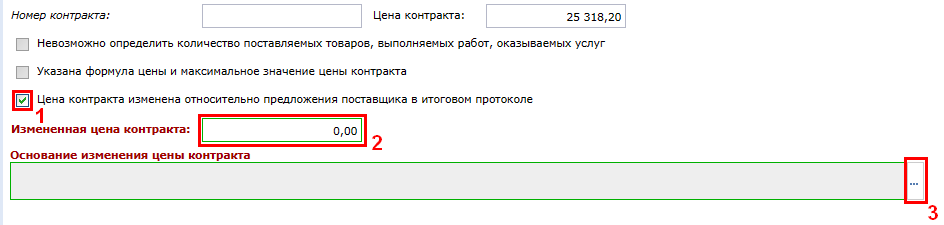 Номер контракта: Цена контракта: 25 318,20
Невозможно определить количество поставляемых товаров, выполняемых работ, оказываемых услуг
Указана формула цены и максимальное значение цены контракта
Цена контракта изменена относительно предложения поставщика в итоговом протоколе
1
Измененная цена контракта: 0,00
2
Основание изменения цены контракта
...
3